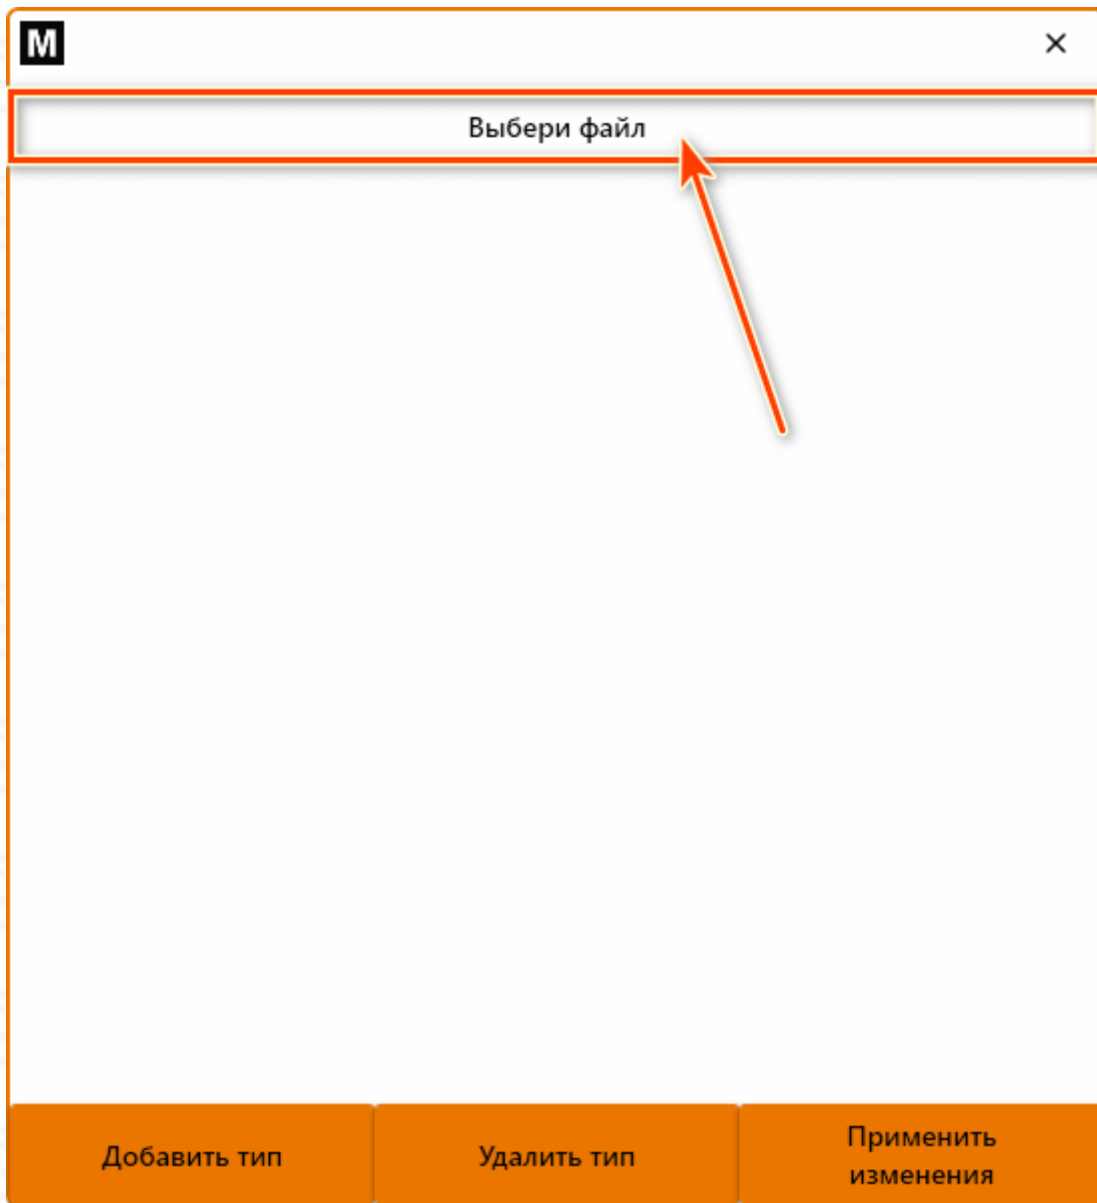 M
×
Выбери файл
Добавить тип
Удалить тип
Применить
изменения